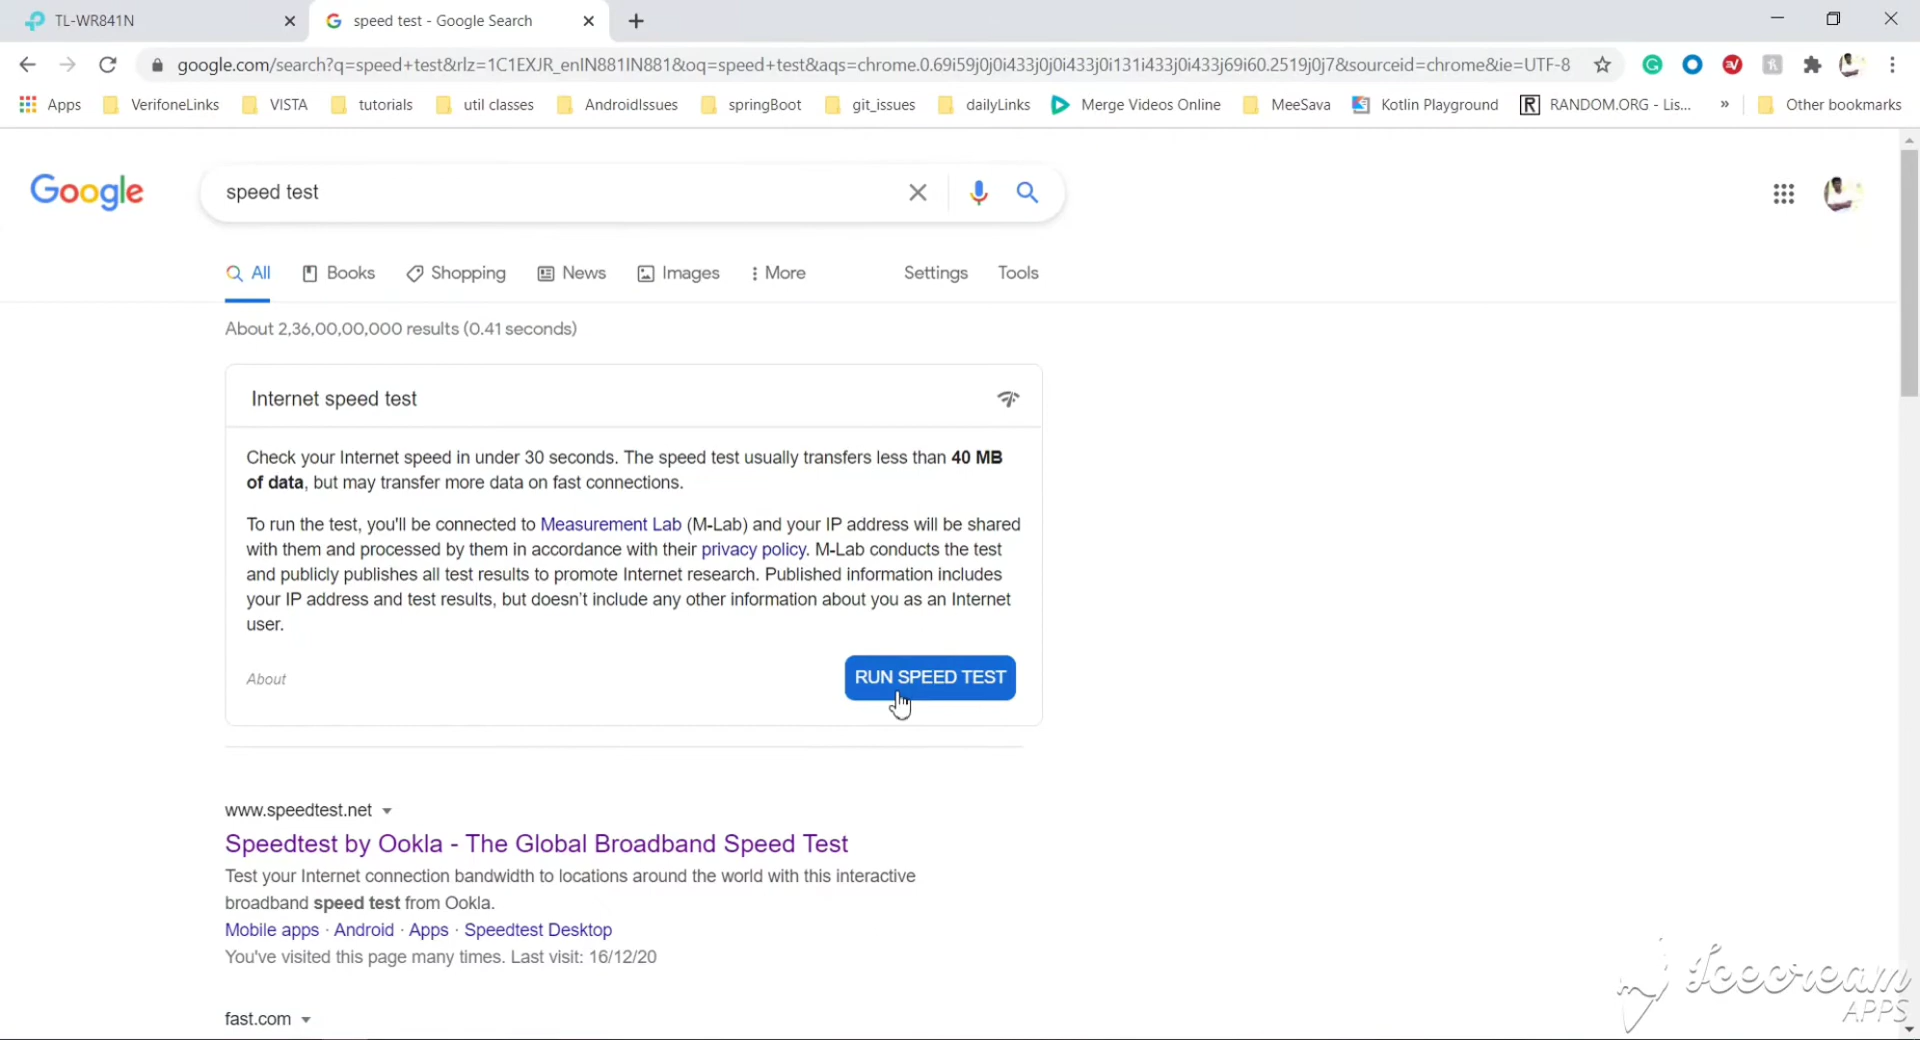 TL-WR841N
speed test - Google Search
google.com/search?q=speed+test&rlz=1C1EXJR_enIN881IN881&oq=speed+test&aqs=chrome.0.69i59j0j0i433j0j0i433j0i131i433j0i433j69i60.2519j0j7&sourceid=chrome&ie=UTF-8
Apps VerifoneLinks VISTA tutorials util classes AndroidIssues springBoot git_issues dailyLinks Merge Videos Online MeeSava Kotlin Playground RANDOM.ORG - Lis... » Other bookmarks
Google
speed test
All Books Shopping News Images More Settings Tools
About 2,36,00,00,000 results (0.41 seconds)
Internet speed test
Check your Internet speed in under 30 seconds. The speed test usually transfers less than 40 MB
of data, but may transfer more data on fast connections.
To run the test, you'll be connected to Measurement Lab (M-Lab) and your IP address will be shared
with them and processed by them in accordance with their privacy policy. M-Lab conducts the test
and publicly publishes all test results to promote Internet research. Published information includes
your IP address and test results, but doesn't include any other information about you as an Internet
user.
About
RUN SPEED TEST
www.speedtest.net
Speedtest by Ookla - The Global Broadband Speed Test
Test your Internet connection bandwidth to locations around the world with this interactive
broadband speed test from Ookla.
Mobile apps · Android · Apps · Speedtest Desktop
You've visited this page many times. Last visit: 16/12/20
fast.com
Icecream
APPS